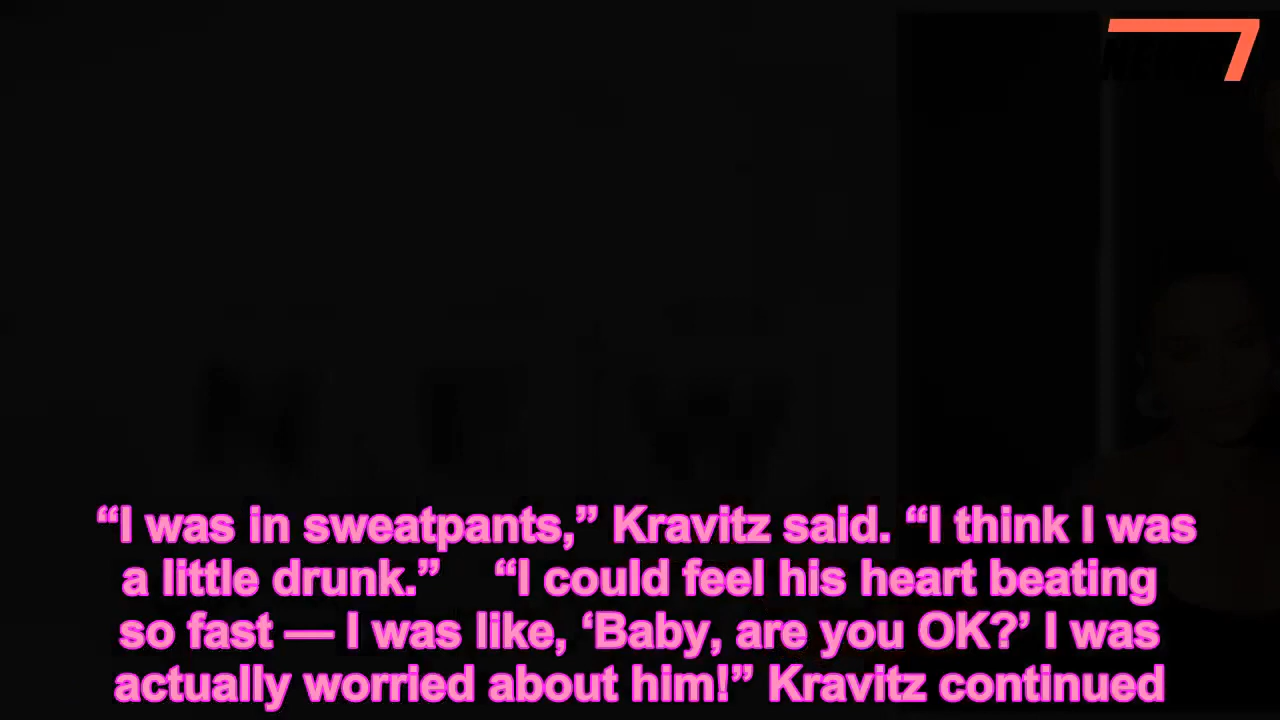 “I was in sweatpants,” Kravitz said. “I think I was
a little drunk.” “I could feel his heart beating
so fast — I was like, ‘Baby, are you OK?’ I was
actually worried about him!” Kravitz continued